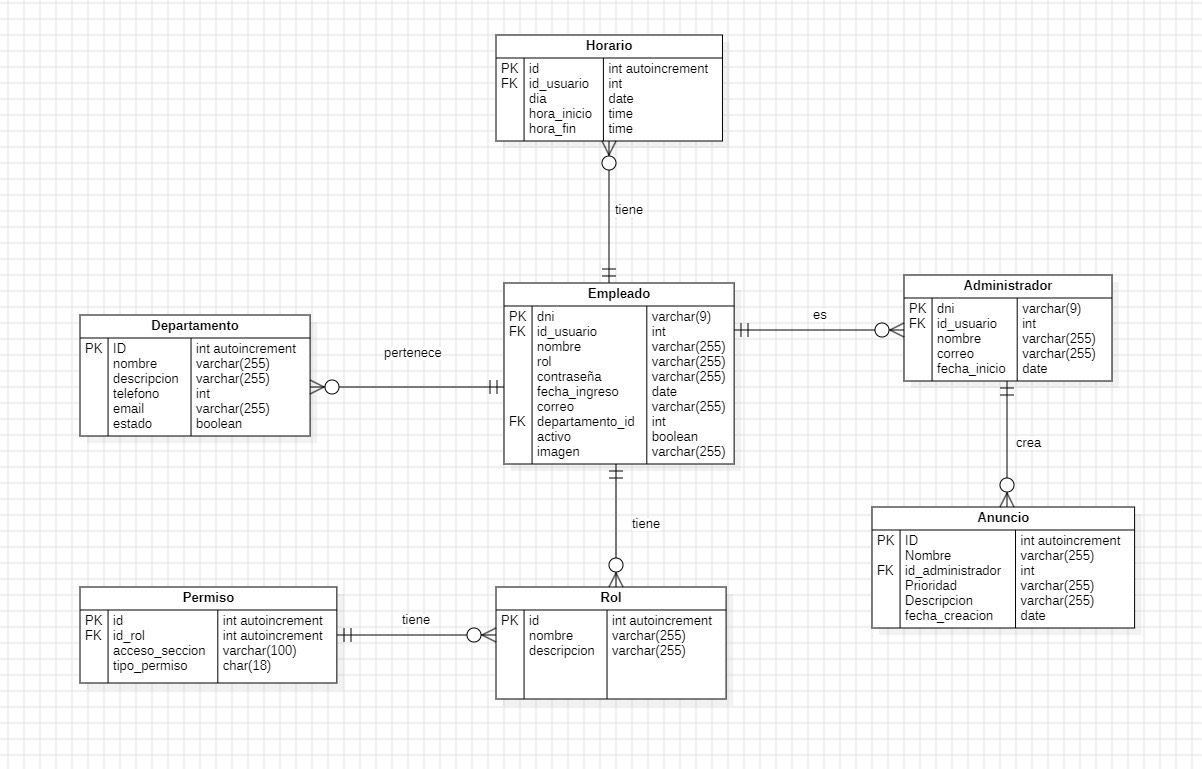 Horario
PK id int autoincrement
FK id_usuario int
dia date
hora_inicio time
hora_fin time
tiene
Empleado
PK dni varchar(9)
FK id_usuario int
nombre varchar(255)
rol varchar(255)
contraseña varchar(255)
fecha_ingreso date
correo varchar(255)
FK departamento_id int
activo boolean
imagen varchar(255)
es
Administrador
PK dni varchar(9)
FK id_usuario int
nombre varchar(255)
correo varchar(255)
fecha_inicio date
Departamento
PK ID int autoincrement
nombre varchar(255)
descripcion varchar(255)
telefono int
email varchar(255)
estado boolean
pertenece
crea
Anuncio
PK ID int autoincrement
Nombre varchar(255)
FK id_administrador int
Prioridad varchar(255)
Descripcion varchar(255)
fecha_creacion date
tiene
Permiso
PK id int autoincrement
FK id_rol int autoincrement
acceso_seccion varchar(100)
tipo_permiso char(18)
tiene
Rol
PK id int autoincrement
nombre varchar(255)
descripcion varchar(255)